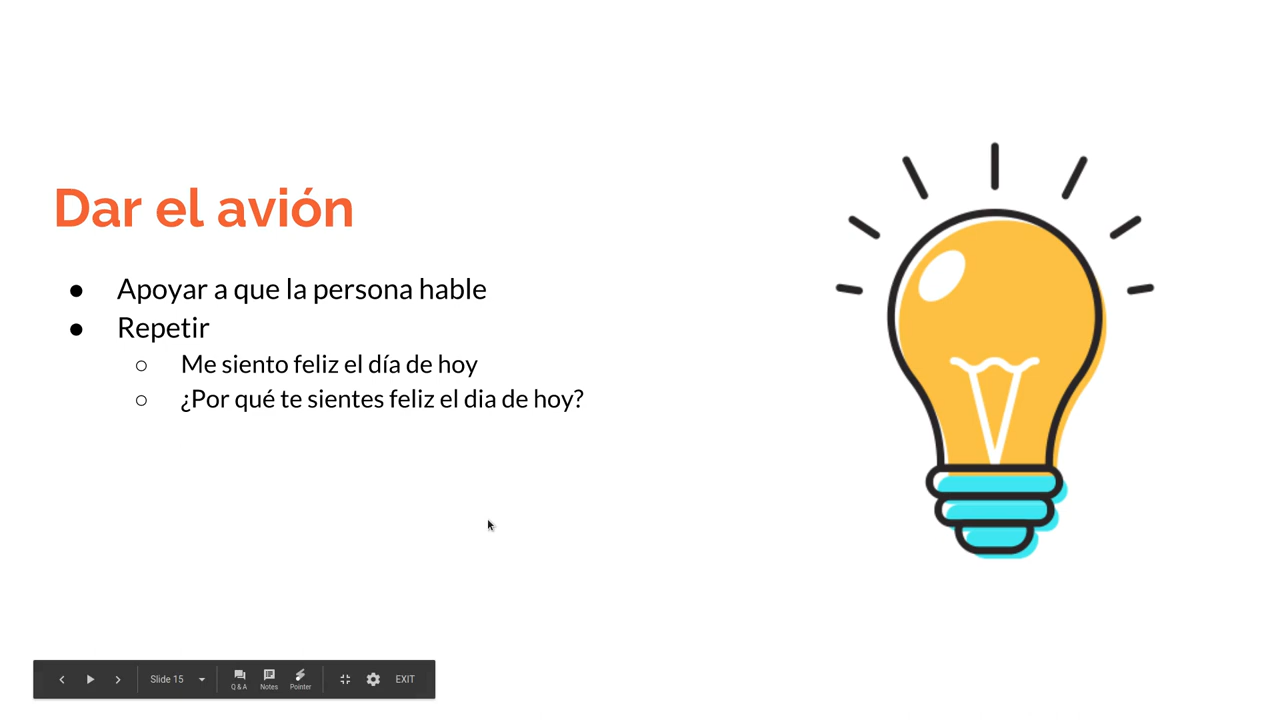 Dar el avión
● Apoyar a que la persona hable
● Repetir
○ Me siento feliz el día de hoy
○ ¿Por qué te sientes feliz el dia de hoy?
Slide 15
Q & A
Notes
Pointer
EXIT